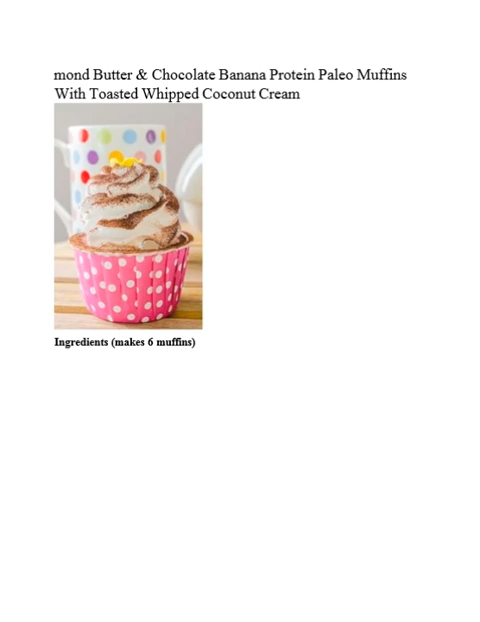 mond Butter & Chocolate Banana Protein Paleo Muffins
With Toasted Whipped Coconut Cream
Ingredients (makes 6 muffins)